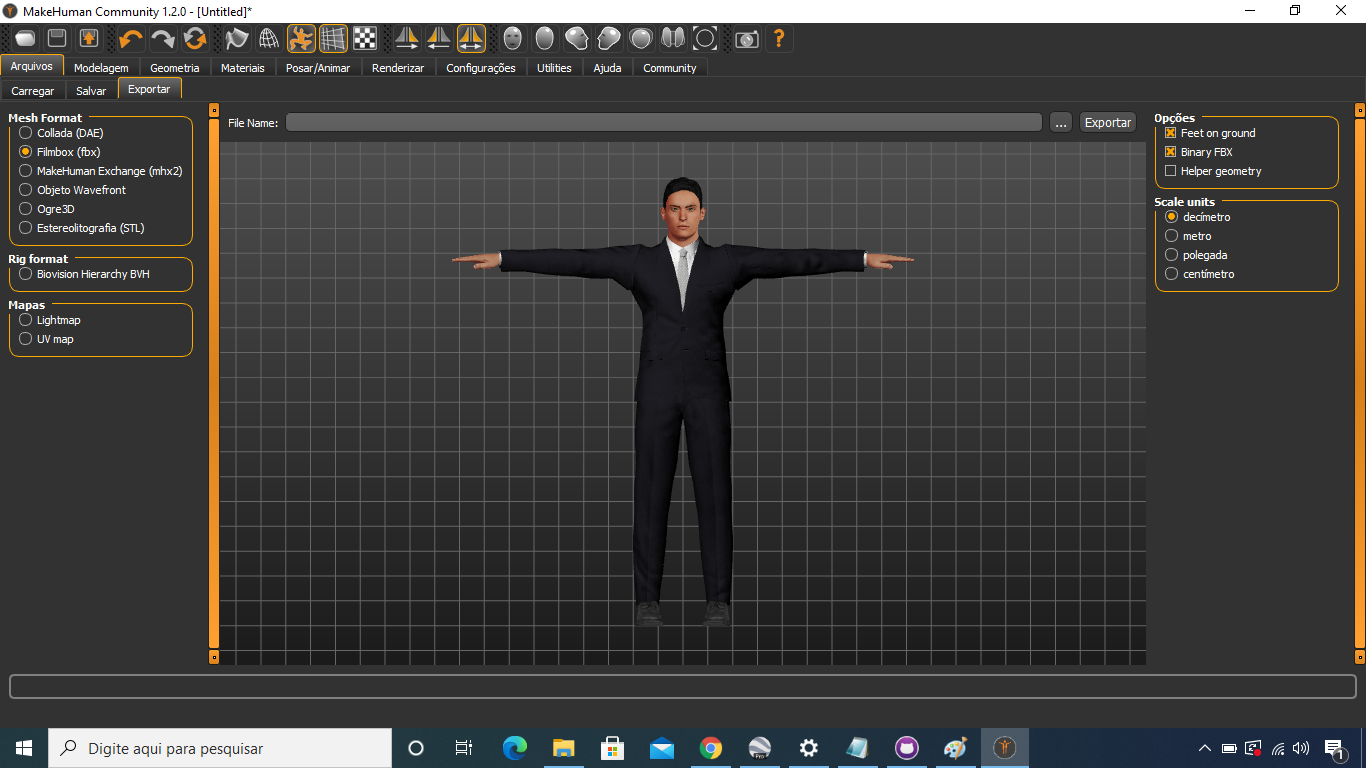 MakeHuman Community 1.2.0 - [Untitled]*
Arquivos Modelagem Geometria Materiais Posar/Animar Renderizar Configurações Utilities Ajuda Community
Carregar Salvar Exportar
Mesh Format
Collada (DAE)
Filmbox (fbx)
MakeHuman Exchange (mhx2)
Objeto Wavefront
Ogre3D
Estereolitografia (STL)
Rig format
Biovision Hierarchy BVH
Mapas
Lightmap
UV map
File Name: ... Exportar
Opções
Feet on ground
Binary FBX
Helper geometry
Scale units
decímetro
metro
polegada
centímetro
Digite aqui para pesquisar
Pro
1